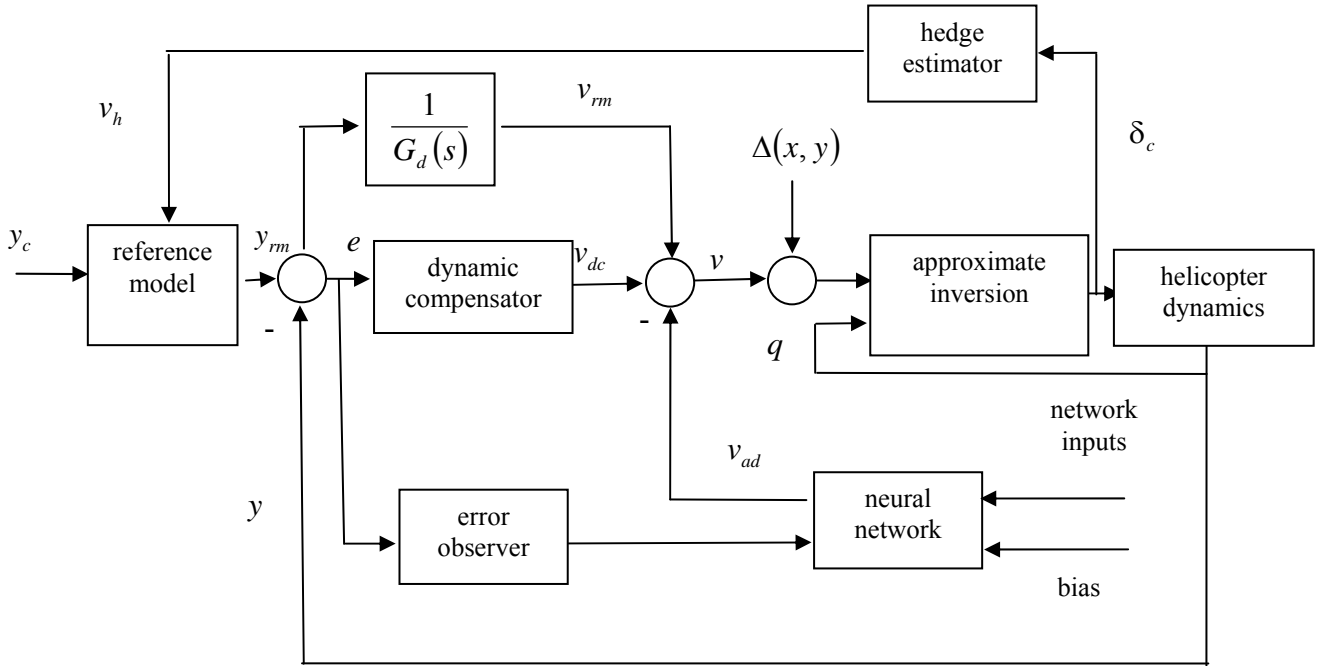 hedge
estimator
v_h
1
G_d(s)
v_rm
Δ(x, y)
δ_c
y_c
reference
model
y_rm
e
dynamic
compensator
v_dc
v
approximate
inversion
helicopter
dynamics
-
-
q
network
inputs
v_ad
y
error
observer
neural
network
bias